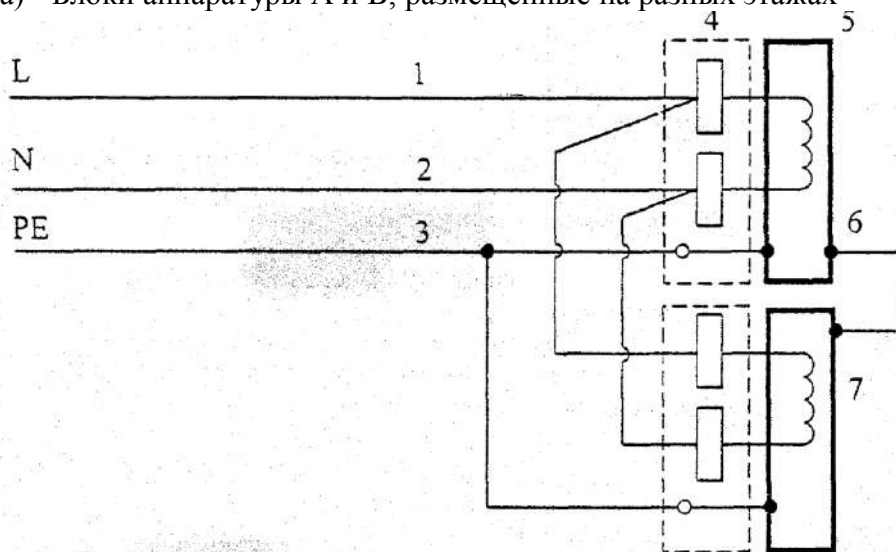 а) Блоки аппаратуры А и В, размещенные на разных этажах
4 5
L 1
N 2
PE 3 6
7